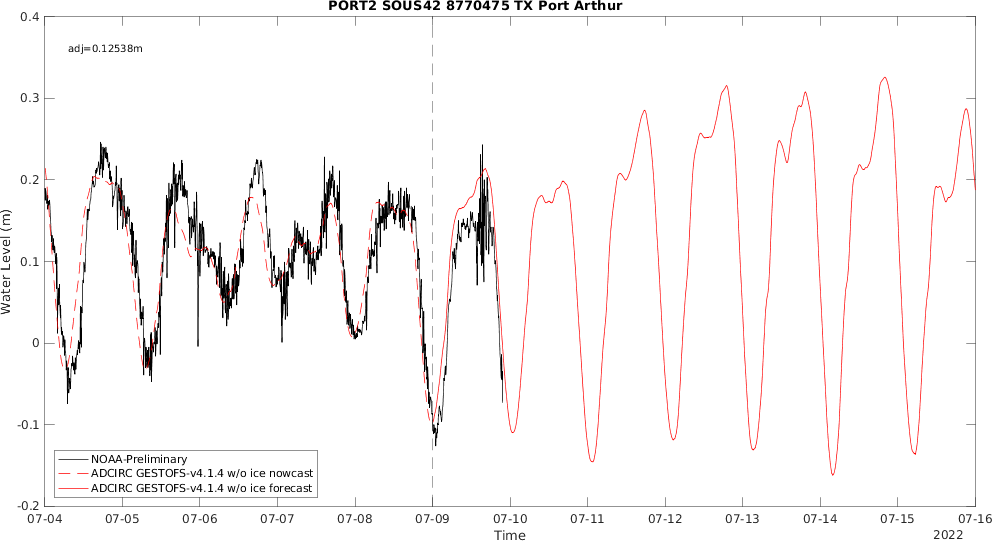 PORT2 SOUS42 8770475 TX Port Arthur
0.4
adj=0.12538m
0.3
0.2
0.1
0
-0.1
-0.2
Water Level (m)
NOAA-Preliminary
ADCIRC GESTOFS-v4.1.4 w/o ice nowcast
ADCIRC GESTOFS-v4.1.4 w/o ice forecast
07-04 07-05 07-06 07-07 07-08 07-09 07-10 07-11 07-12 07-13 07-14 07-15 07-16
Time
2022